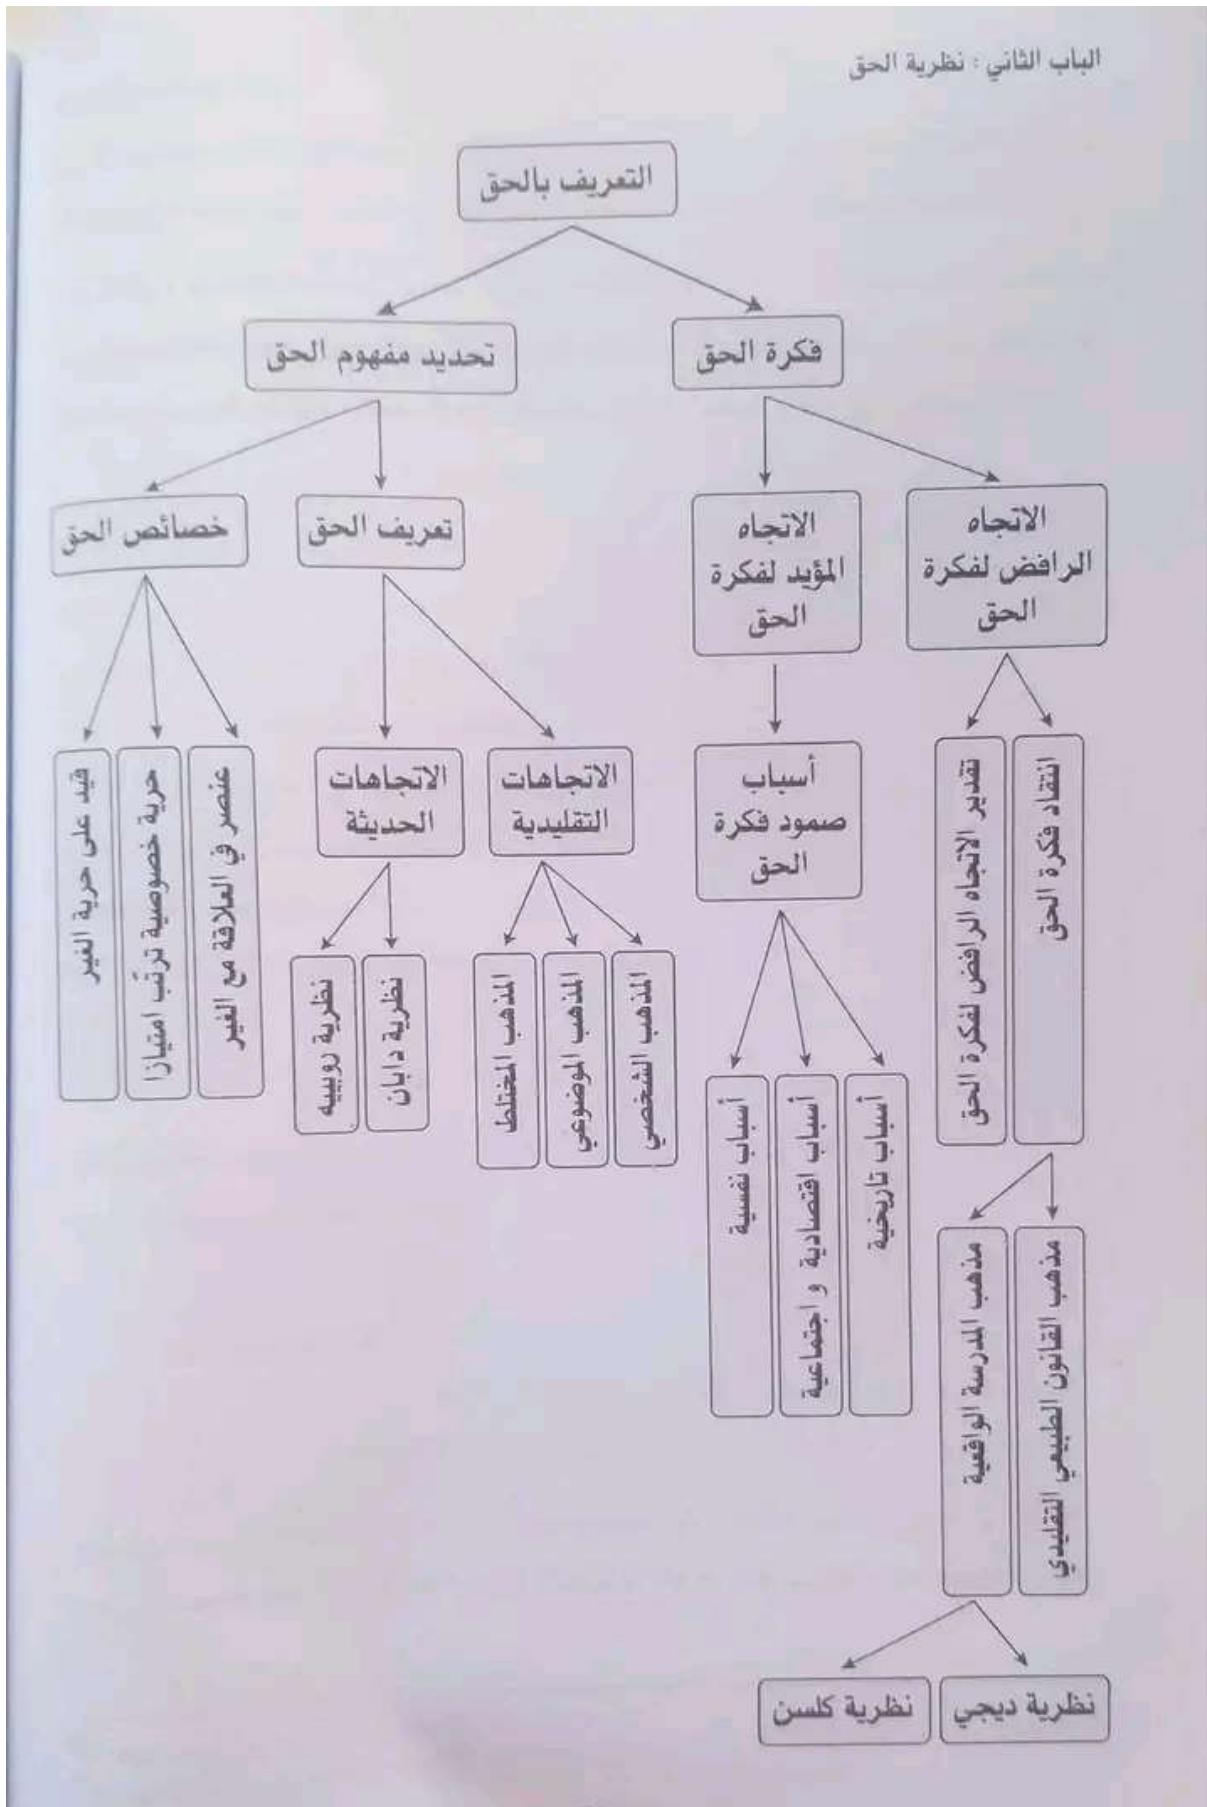 الباب الثاني : نظرية الحق
التعريف بالحق
فكرة الحق
تحديد مفهوم الحق
الاتجاه
الرافض لفكرة
الحق
الاتجاه
المؤيد لفكرة
الحق
تعريف الحق
خصائص الحق
انتقاد فكرة الحق
تقدير الاتجاه الرافض لفكرة الحق
أسباب
صمود فكرة
الحق
الاتجاهات
التقليدية
الاتجاهات
الحديثة
عنصر في العلاقة مع الغير
حرية خصوصية ترتّب امتيازا
قيد على حرية الغير
المذهب الشخصي
المذهب الموضوعي
المذهب المختلط
نظرية دابان
نظرية روبييه
أسباب تاريخية
أسباب اقتصادية و اجتماعية
أسباب نفسية
مذهب القانون الطبيعي التقليدي
مذهب المدرسة الواقعية
نظرية ديجي
نظرية كلسن